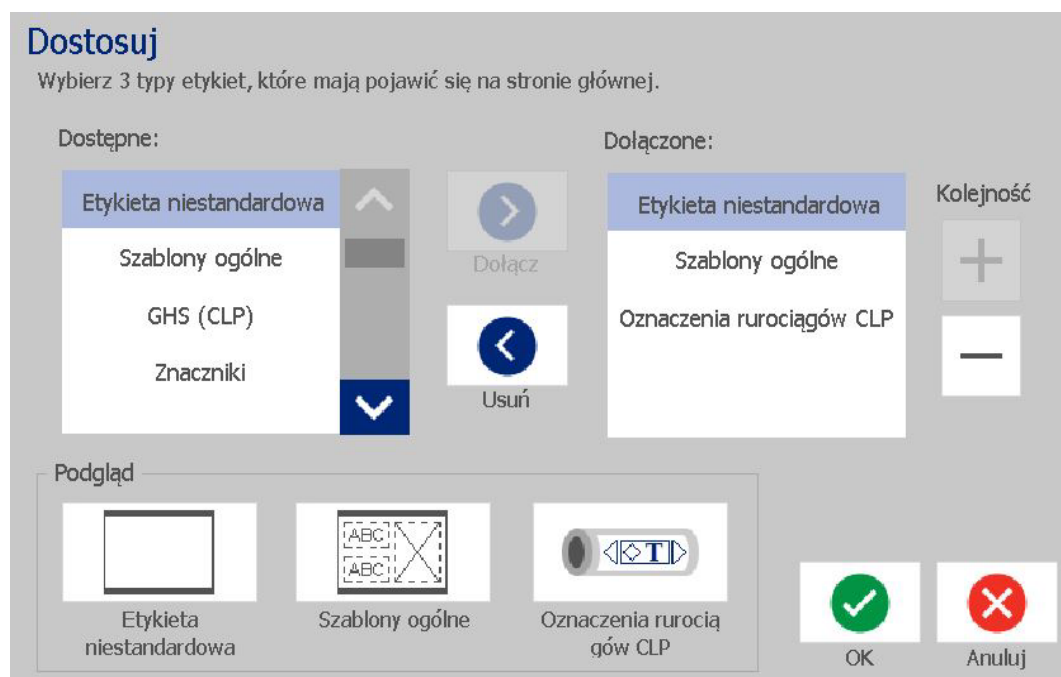 Dostosuj
Wybierz 3 typy etykiet, które mają pojawić się na stronie głównej.
Dostępne:
Dołączone:
Etykieta niestandardowa
Szablony ogólne
GHS (CLP)
Znaczniki
Dołącz
Usuń
Etykieta niestandardowa
Szablony ogólne
Oznaczenia rurociągów CLP
Kolejność
Podgląd
ABC
ABC
T
Etykieta
niestandardowa
Szablony ogólne
Oznaczenia rurocią
gów CLP
OK
Anuluj